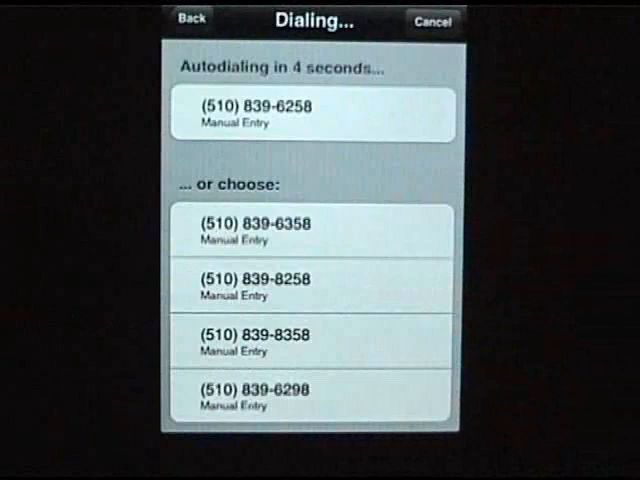 Back
Dialing...
Cancel
Autodialing in 4 seconds...
(510) 839-6258
Manual Entry
... or choose:
(510) 839-6358
Manual Entry
(510) 839-8258
Manual Entry
(510) 839-8358
Manual Entry
(510) 839-6298
Manual Entry